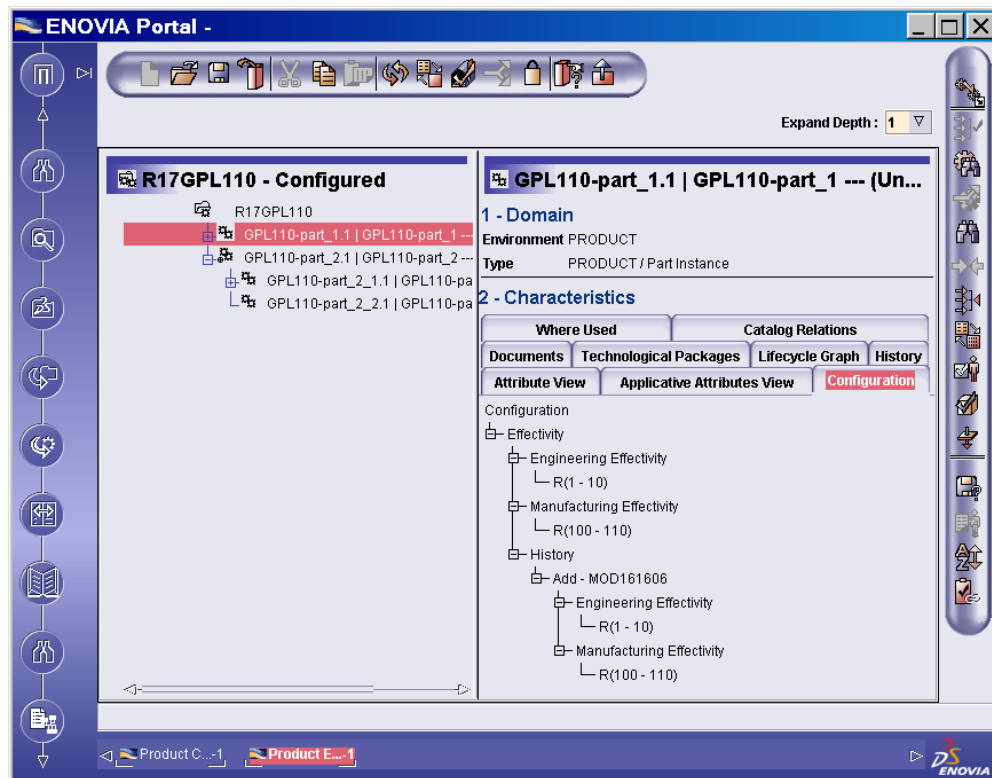 ENOVIA Portal -
Expand Depth : 1
R17GPL110 - Configured
R17GPL110
GPL110-part_1.1 | GPL110-part_1 ---
GPL110-part_2.1 | GPL110-part_2 ---
GPL110-part_2_1.1 | GPL110-pa
GPL110-part_2_2.1 | GPL110-pa
GPL110-part_1.1 | GPL110-part_1 --- (Un...
1 - Domain
Environment PRODUCT
Type PRODUCT / Part Instance
2 - Characteristics
Where Used Catalog Relations
Documents Technological Packages Lifecycle Graph History
Attribute View Applicative Attributes View Configuration
Configuration
Effectivity
Engineering Effectivity
R(1 - 10)
Manufacturing Effectivity
R(100 - 110)
History
Add - MOD161606
Engineering Effectivity
R(1 - 10)
Manufacturing Effectivity
R(100 - 110)
Product C...-1 Product E...-1
ENOVIA